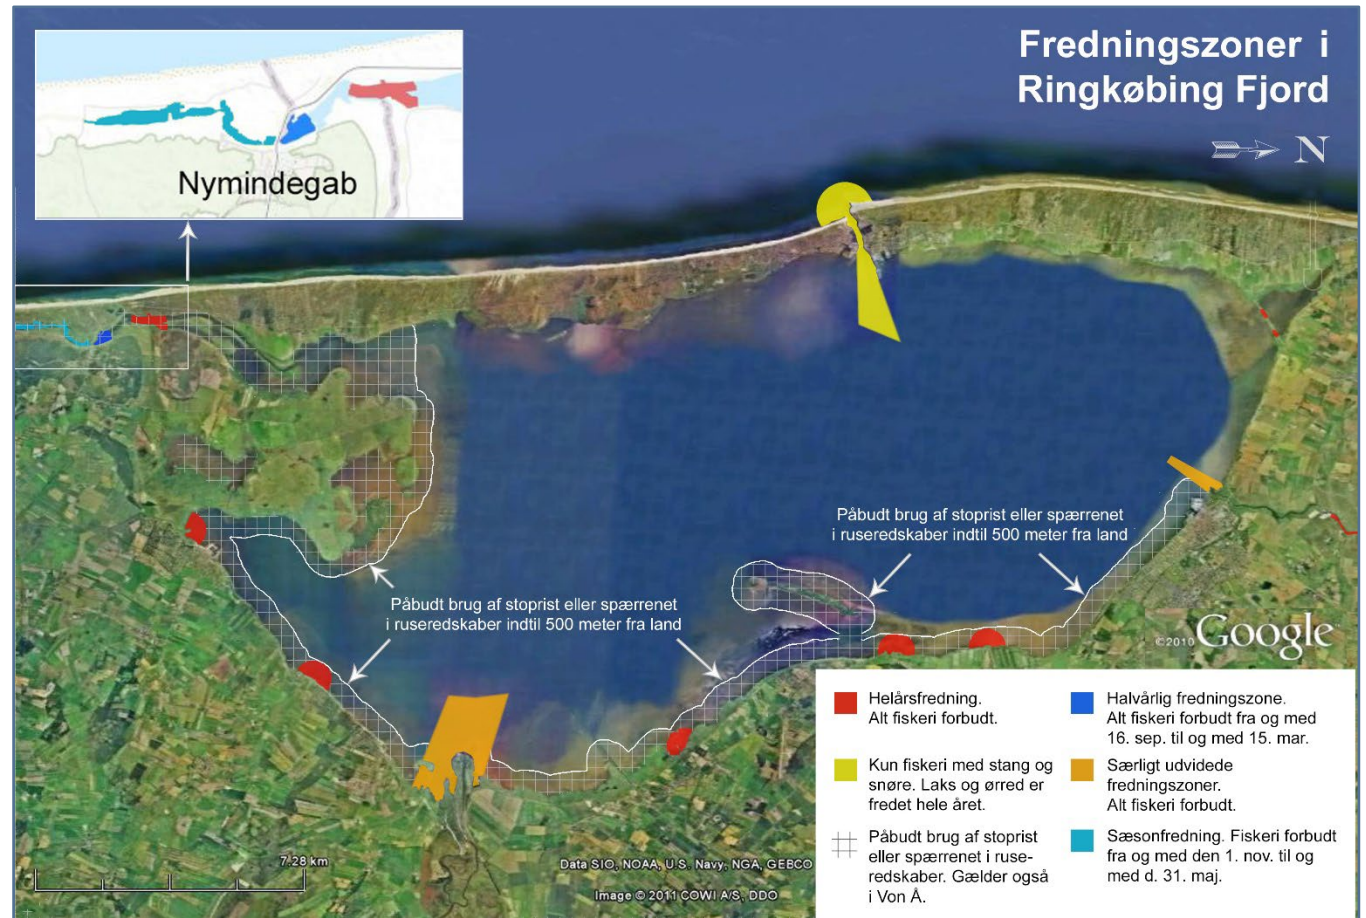 Fredningszoner i
Ringkøbing Fjord
N
Nymindegab
Påbudt brug af stoprist eller spærrenet
i ruseredskaber indtil 500 meter fra land
Påbudt brug af stoprist eller spærrenet
i ruseredskaber indtil 500 meter fra land
©2010 Google
Helårsfredning.
Alt fiskeri forbudt.
Kun fiskeri med stang og
snøre. Laks og ørred er
fredet hele året.
Påbudt brug af stoprist
eller spærrenet i ruse-
redskaber. Gælder også
i Von Å.
Halvårlig fredningszone.
Alt fiskeri forbudt fra og med
16. sep. til og med 15. mar.
Særligt udvidede
fredningszoner.
Alt fiskeri forbudt.
Sæsonfredning. Fiskeri forbudt
fra og med den 1. nov. til og
med d. 31. maj.
7.28 km
Data SIO, NOAA, U.S. Navy, NGA, GEBCO
Image © 2011 COWI A/S, DDO